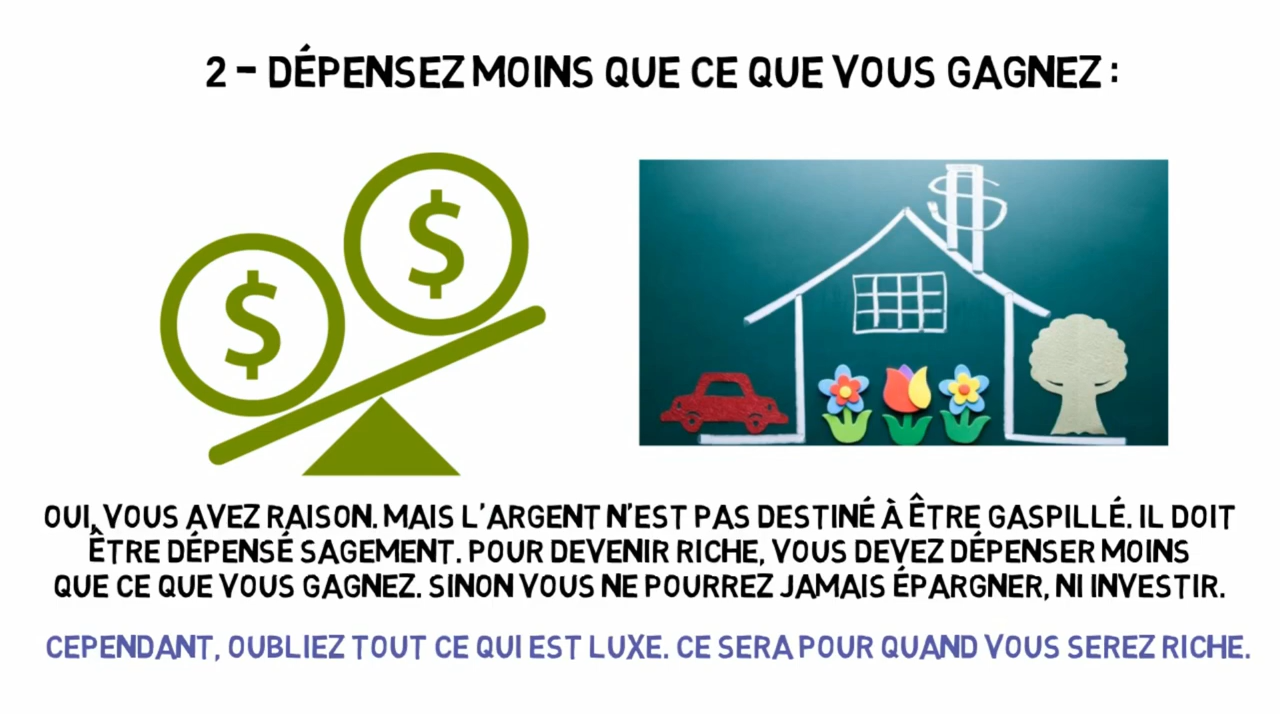 2 – DÉPENSEZ MOINS QUE CE QUE VOUS GAGNEZ :
$
$
$
OUI, VOUS AVEZ RAISON. MAIS L'ARGENT N'EST PAS DESTINÉ À ÊTRE GASPILLÉ. IL DOIT
ÊTRE DÉPENSÉ SAGEMENT. POUR DEVENIR RICHE, VOUS DEVEZ DÉPENSER MOINS
QUE CE QUE VOUS GAGNEZ. SINON VOUS NE POURREZ JAMAIS ÉPARGNER, NI INVESTIR.
CEPENDANT, OUBLIEZ TOUT CE QUI EST LUXE. CE SERA POUR QUAND VOUS SEREZ RICHE.